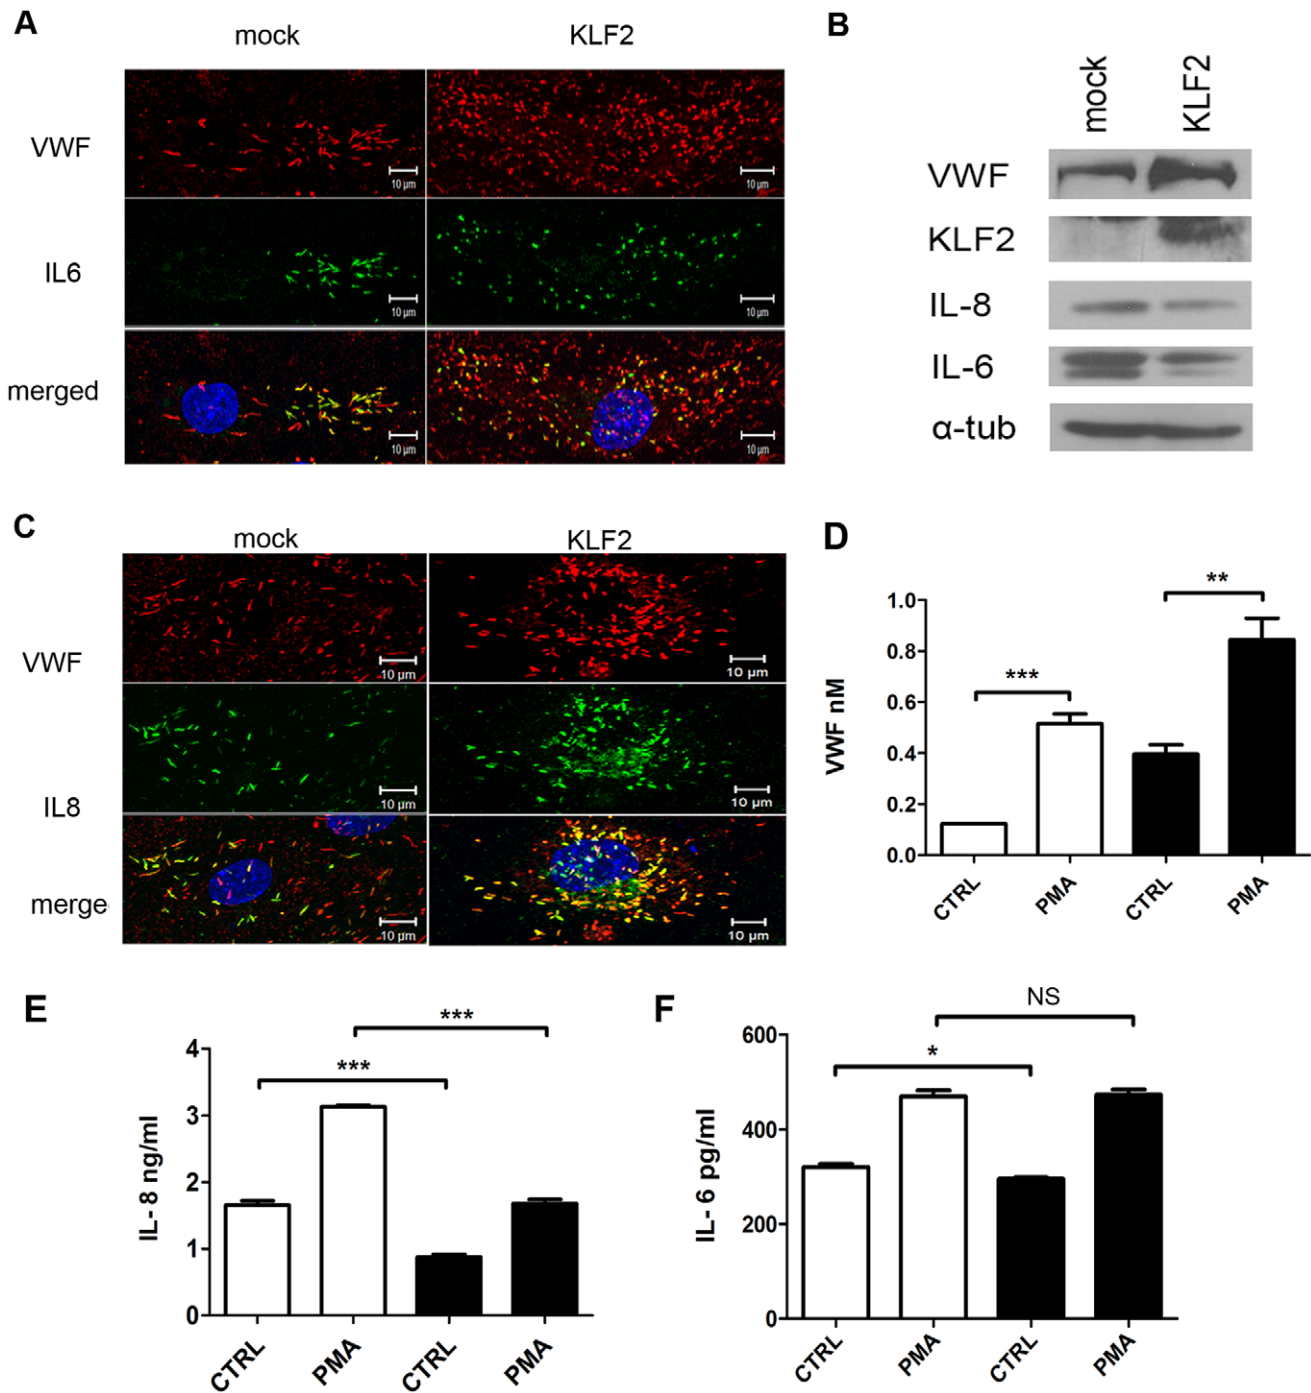 A
mock
KLF2
VWF
10 µm
10 µm
IL6
10 µm
10 µm
merged
10 µm
10 µm
B
mock
KLF2
VWF
KLF2
IL-8
IL-6
α-tub
C
mock
KLF2
VWF
10 µm
10 µm
IL8
10 µm
10 µm
merge
10 µm
10 µm
D
VWF nM
1.0
0.8
0.6
0.4
0.2
0.0
***
**
CTRL
PMA
CTRL
PMA
E
IL- 8 ng/ml
4
3
2
1
0
***
***
CTRL
PMA
CTRL
PMA
F
IL- 6 pg/ml
600
400
200
0
NS
*
CTRL
PMA
CTRL
PMA